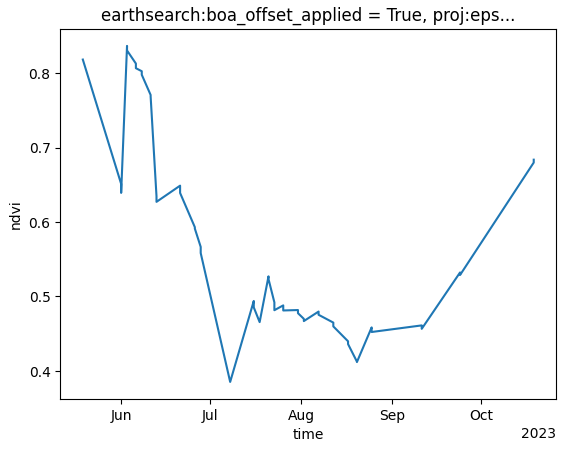 earthsearch:boa_offset_applied = True, proj:eps...
0.8
0.7
0.6
0.5
0.4
ndvi
Jun Jul Aug Sep Oct
time
2023